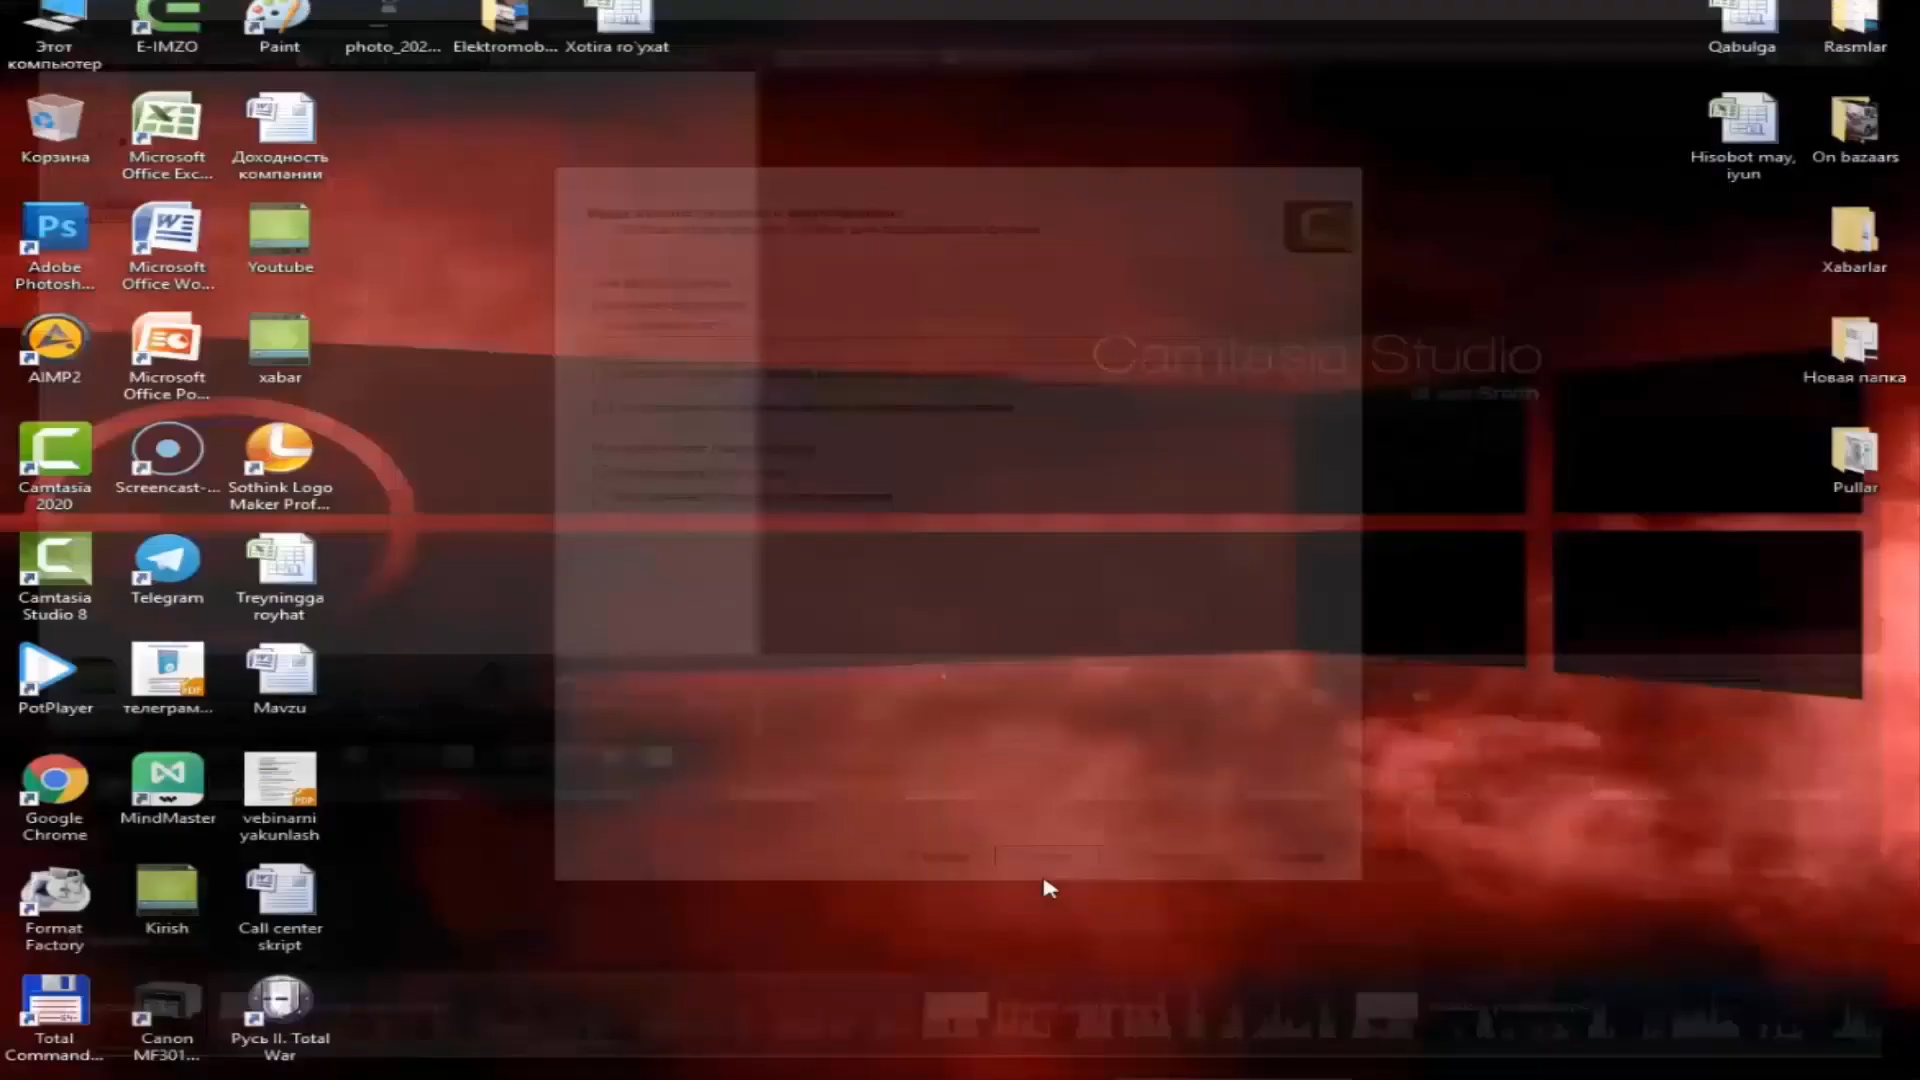 Этот
компьютер
E-IMZO
Paint
photo_202...
Elektromob...
Xotira ro`yxat
Qabulga
Rasmlar
Корзина
Microsoft
Office Exc...
Доходность
компании
Hisobot may,
iyun
On bazaars
Adobe
Photosh...
Microsoft
Office Wo...
Youtube
Xabarlar
AIMP2
Microsoft
Office Po...
xabar
Camtasia Studio
Новая папка
Camtasia
2020
Screencast-...
Sothink Logo
Maker Prof...
Pullar
Camtasia
Studio 8
Telegram
Treyningga
royhat
PotPlayer
телеграм...
Mavzu
Google
Chrome
MindMaster
vebinarni
yakunlash
Format
Factory
Kirish
Call center
skript
Total
Command...
Canon
MF301...
Русь II. Total
War